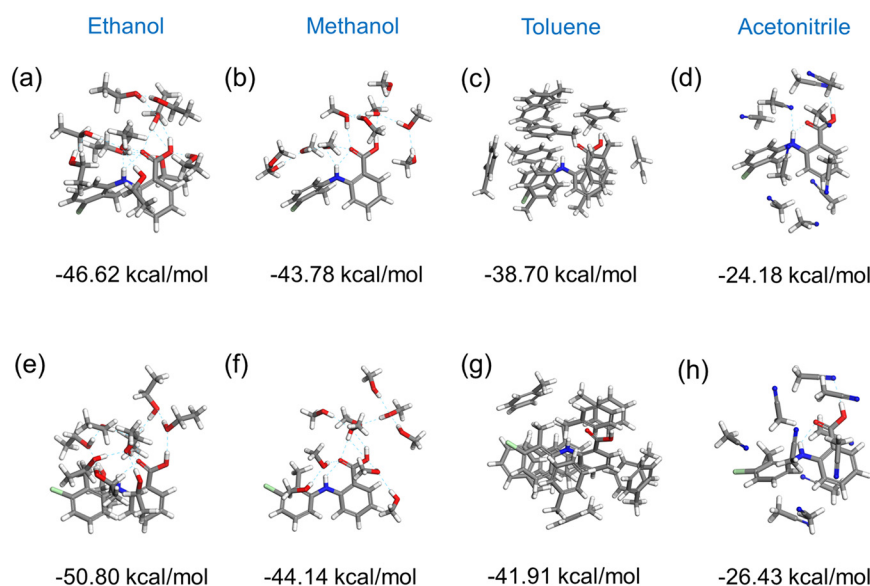 Ethanol Methanol Toluene Acetonitrile
(a) (b) (c) (d)
-46.62 kcal/mol -43.78 kcal/mol -38.70 kcal/mol -24.18 kcal/mol
(e) (f) (g) (h)
-50.80 kcal/mol -44.14 kcal/mol -41.91 kcal/mol -26.43 kcal/mol